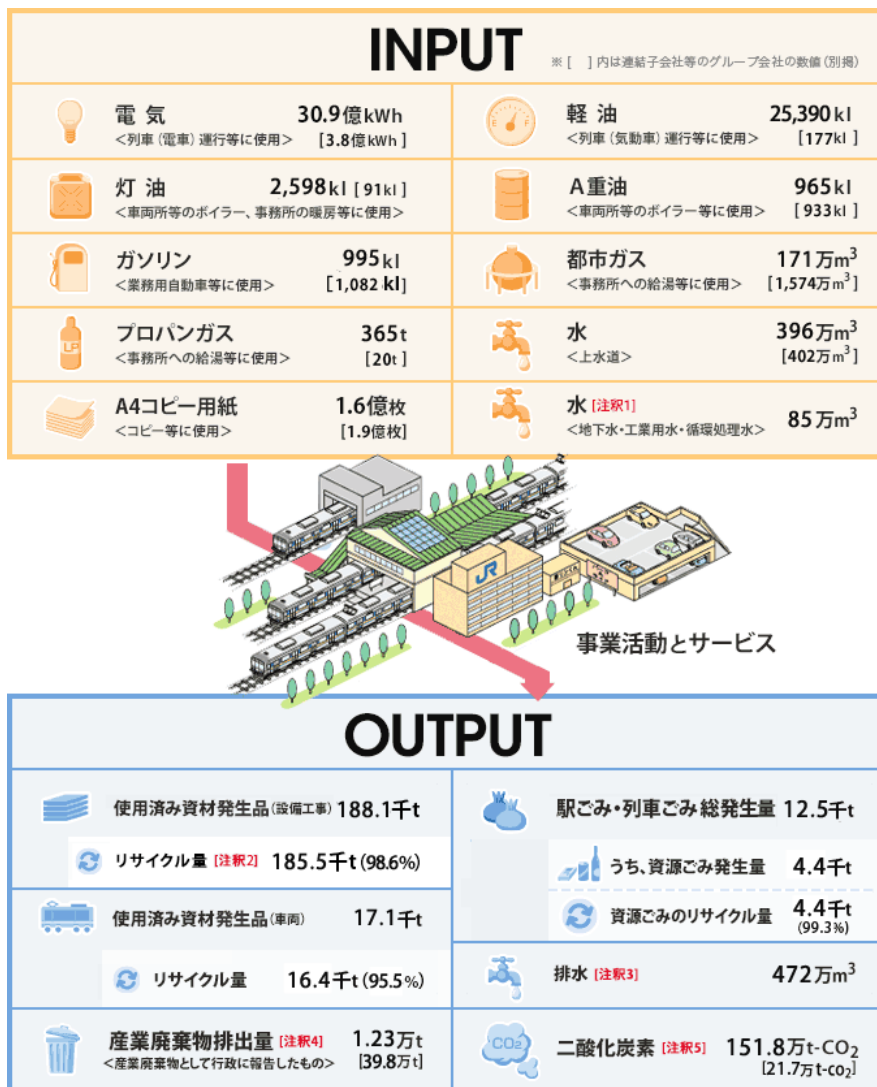 INPUT
※ [ ] 内は連結子会社等のグループ会社の数値(別掲)
電 気 30.9億kWh
<列車(電車)運行等に使用> [3.8億kWh]
軽 油 25,390kl
<列車(気動車)運行等に使用> [177kl]
灯 油 2,598kl [91kl]
<車両所等のボイラー、事務所の暖房等に使用>
A重油 965kl
<車両所等のボイラー等に使用> [933kl]
ガソリン 995kl
<業務用自動車等に使用> [1,082kl]
都市ガス 171万m³
<事務所への給湯等に使用> [1,574万m³]
LP
プロパンガス 365t
<事務所への給湯等に使用> [20t]
水 396万m³
<上水道> [402万m³]
A4コピー用紙 1.6億枚
<コピー等に使用> [1.9億枚]
水 [注釈1] 85万m³
<地下水・工業用水・循環処理水>
JR
事業活動とサービス
OUTPUT
使用済み資材発生品(設備工事) 188.1千t
リサイクル量 [注釈2] 185.5千t(98.6%)
使用済み資材発生品(車両) 17.1千t
リサイクル量 16.4千t(95.5%)
産業廃棄物排出量 [注釈4] 1.23万t
<産業廃棄物として行政に報告したもの> [39.8万t]
駅ごみ・列車ごみ総発生量 12.5千t
うち、資源ごみ発生量 4.4千t
資源ごみのリサイクル量 4.4千t
(99.3%)
排水 [注釈3] 472万m³
CO₂
二酸化炭素 [注釈5] 151.8万t-CO₂
[21.7万t-co₂]